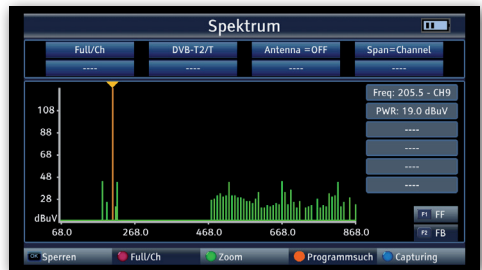 Spektrum
Full/Ch DVB-T2/T Antenna =OFF Span=Channel
---- ---- ---- ----
Freq: 205.5 - CH9
PWR: 19.0 dBuV
----
----
----
----
108
88
68
48
28
dBuV
68.0 268.0 468.0 668.0 868.0
P1 FF
P2 FB
OK Sperren Full/Ch Zoom Programmsuch Capturing